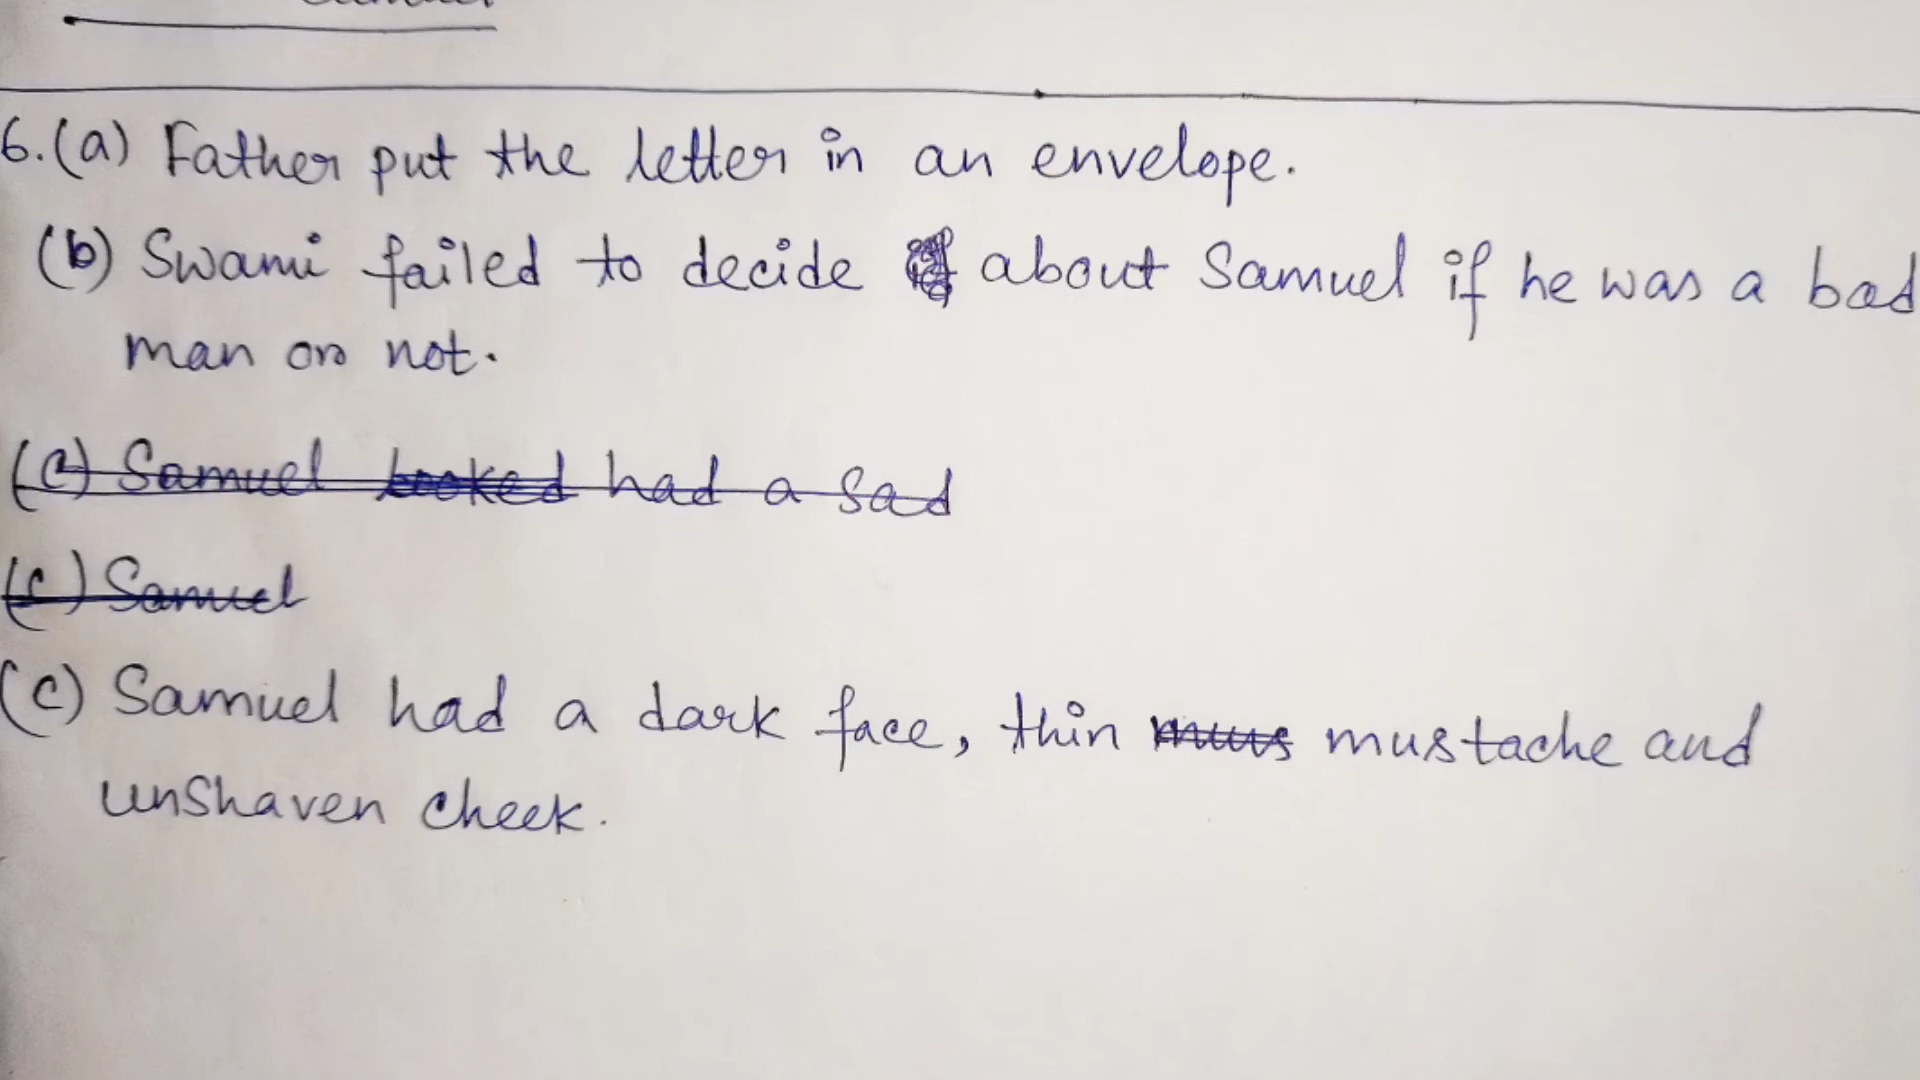 6.(a) Father put the letter in an envelope.
(b) Swami failed to decide about Samuel if he was a bad
man or not.
(c) Samuel looked had a sad
(c) Samuel
(c) Samuel had a dark face, thin muus mustache and
unshaven cheek.